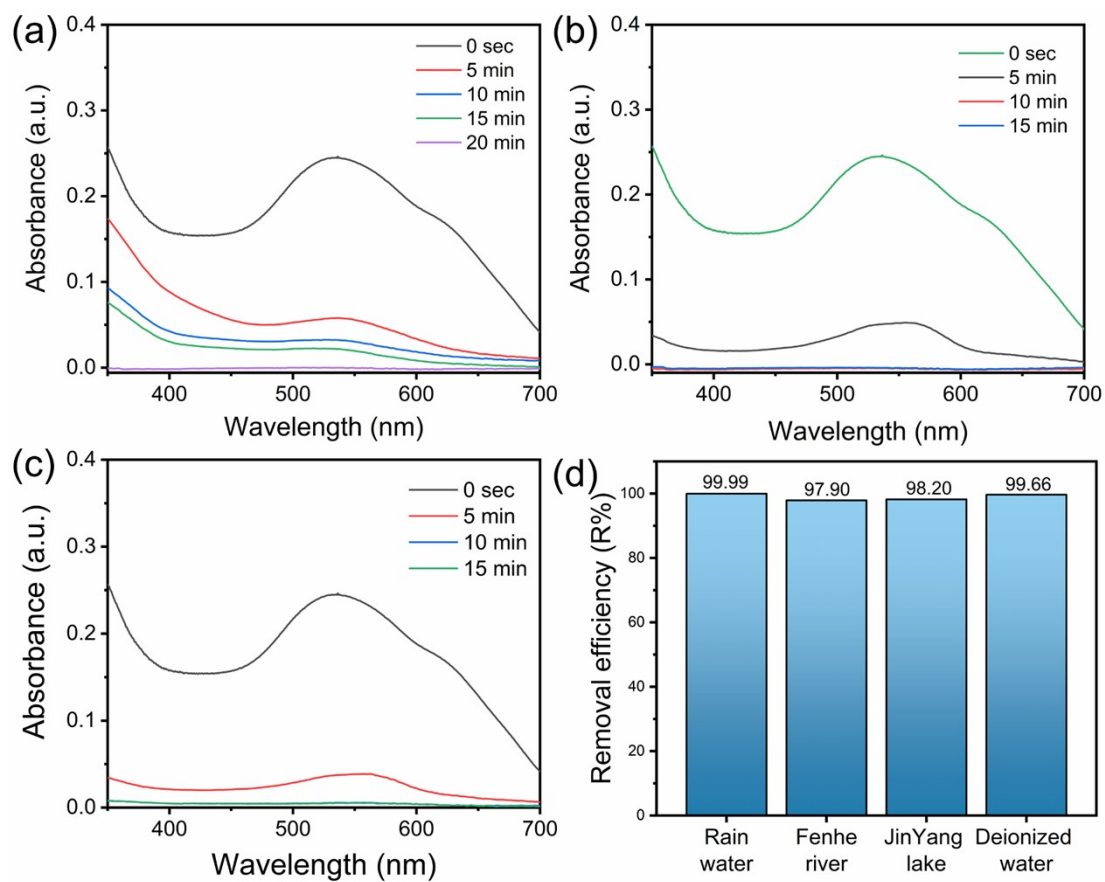 (a)
0.4
0.3
0.2
0.1
0.0
Absorbance (a.u.)
0 sec
5 min
10 min
15 min
20 min
400 500 600 700
Wavelength (nm)
(b)
0.4
0.3
0.2
0.1
0.0
Absorbance (a.u.)
0 sec
5 min
10 min
15 min
400 500 600 700
Wavelength (nm)
(c)
0.4
0.3
0.2
0.1
0.0
Absorbance (a.u.)
0 sec
5 min
10 min
15 min
400 500 600 700
Wavelength (nm)
(d)
100
80
60
40
20
0
Removal efficiency (R%)
99.99 97.90 98.20 99.66
Rain Fenhe JinYang Deionized
water river lake water